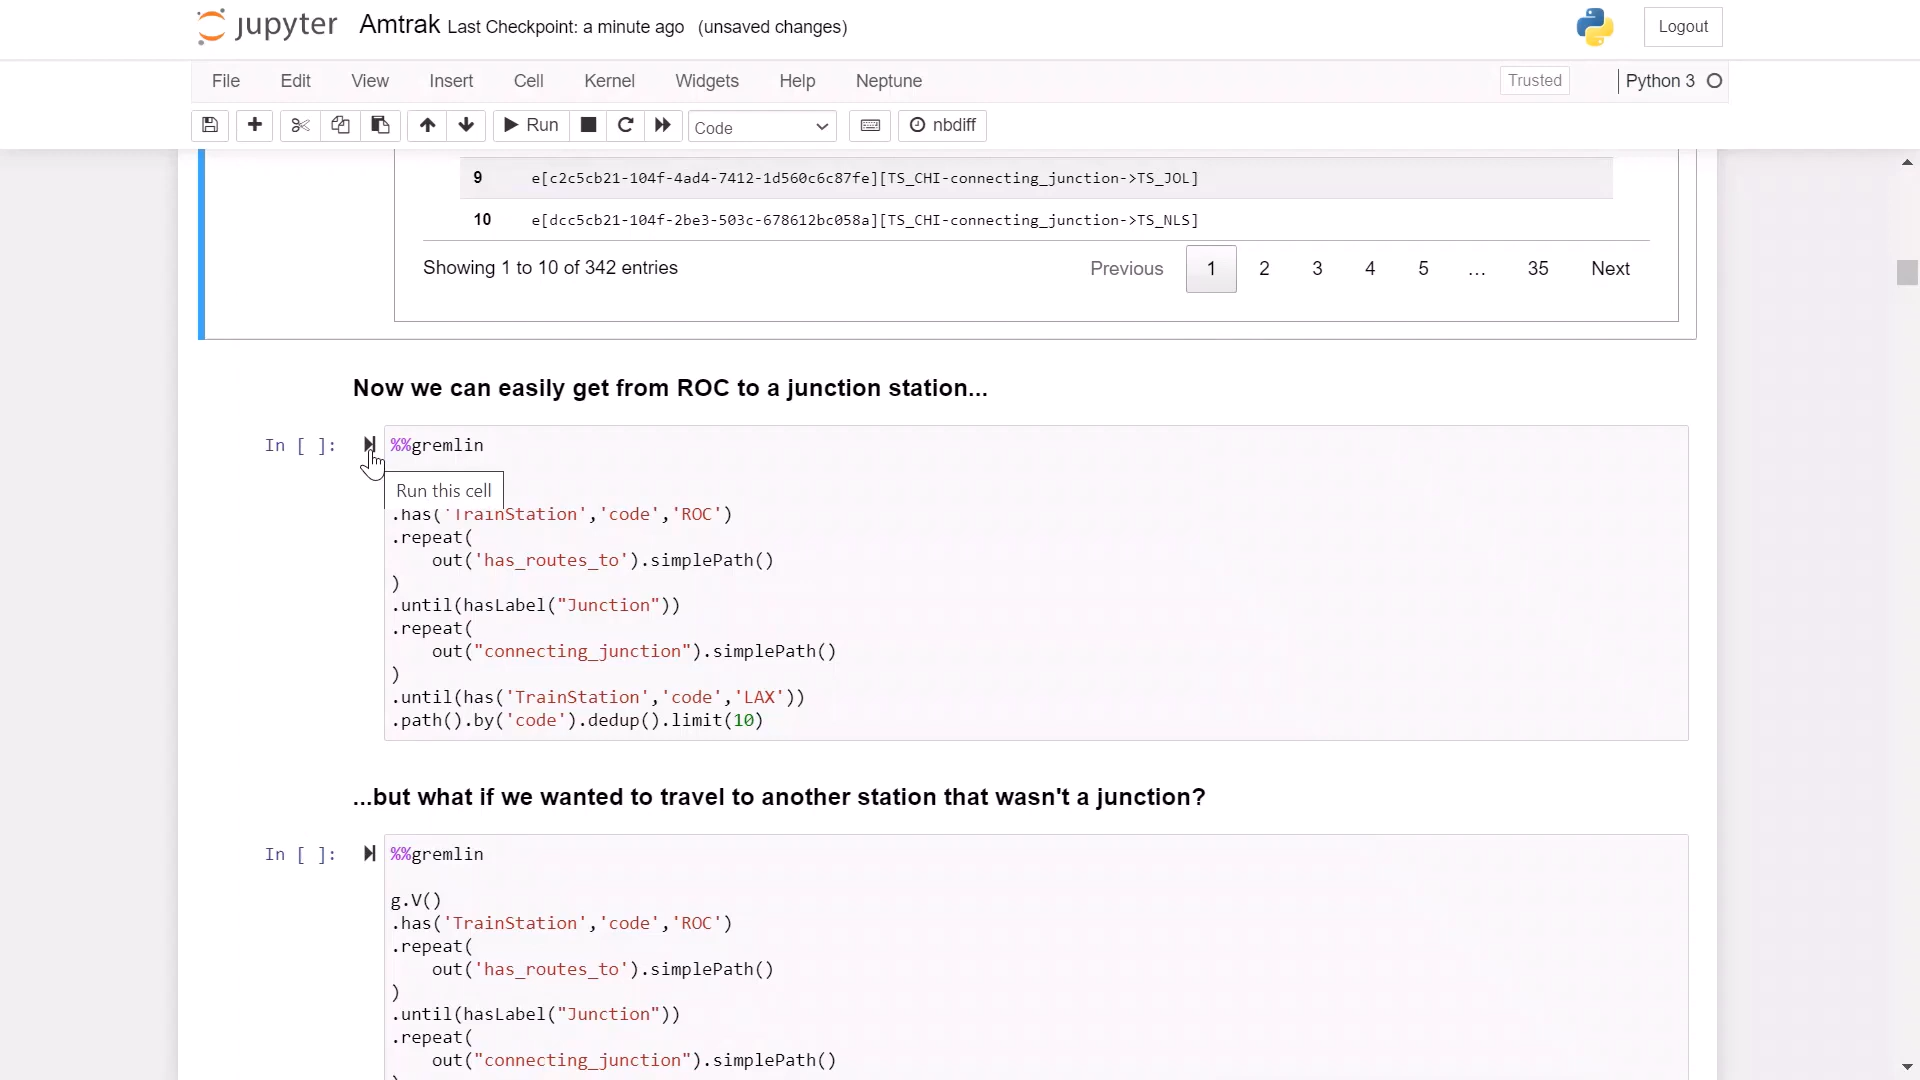 jupyter Amtrak Last Checkpoint: a minute ago (unsaved changes) Logout
File Edit View Insert Cell Kernel Widgets Help Neptune Trusted Python 3
Run Code nbdiff
9 e[c2c5cb21-104f-4ad4-7412-1d560c6c87fe][TS_CHI-connecting_junction->TS_JOL]
10 e[dcc5cb21-104f-2be3-503c-678612bc058a][TS_CHI-connecting_junction->TS_NLS]
Showing 1 to 10 of 342 entries Previous 1 2 3 4 5 ... 35 Next
Now we can easily get from ROC to a junction station...
In [ ]: %%gremlin
Run this cell
.has('TrainStation','code','ROC')
.repeat(
out('has_routes_to').simplePath()
)
.until(hasLabel("Junction"))
.repeat(
out("connecting_junction").simplePath()
)
.until(has('TrainStation','code','LAX'))
.path().by('code').dedup().limit(10)
...but what if we wanted to travel to another station that wasn't a junction?
In [ ]: %%gremlin
g.V()
.has('TrainStation','code','ROC')
.repeat(
out('has_routes_to').simplePath()
)
.until(hasLabel("Junction"))
.repeat(
out("connecting_junction").simplePath()
)